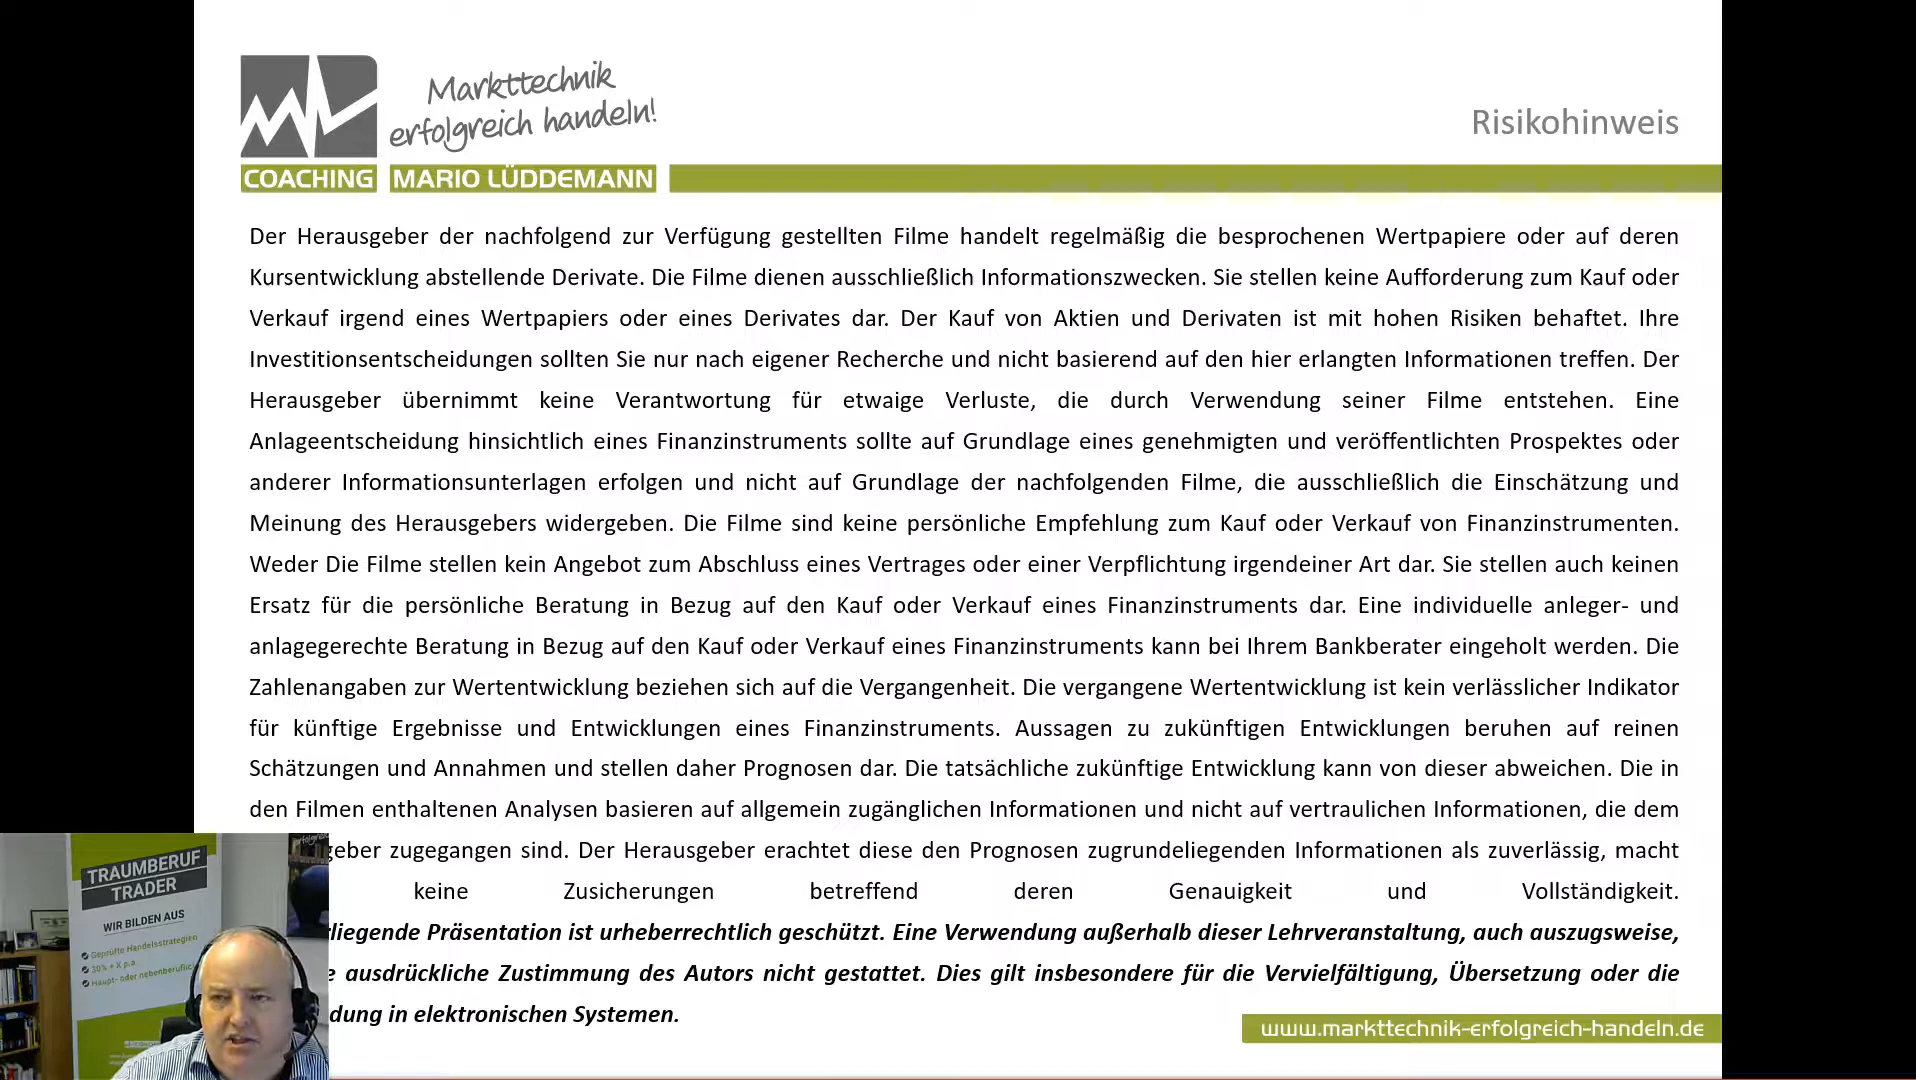 Markttechnik
erfolgreich handeln!
COACHING MARIO LÜDDEMANN
Risikohinweis
Der Herausgeber der nachfolgend zur Verfügung gestellten Filme handelt regelmäßig die besprochenen Wertpapiere oder auf deren
Kursentwicklung abstellende Derivate. Die Filme dienen ausschließlich Informationszwecken. Sie stellen keine Aufforderung zum Kauf oder
Verkauf irgend eines Wertpapiers oder eines Derivates dar. Der Kauf von Aktien und Derivaten ist mit hohen Risiken behaftet. Ihre
Investitionsentscheidungen sollten Sie nur nach eigener Recherche und nicht basierend auf den hier erlangten Informationen treffen. Der
Herausgeber übernimmt keine Verantwortung für etwaige Verluste, die durch Verwendung seiner Filme entstehen. Eine
Anlageentscheidung hinsichtlich eines Finanzinstruments sollte auf Grundlage eines genehmigten und veröffentlichten Prospektes oder
anderer Informationsunterlagen erfolgen und nicht auf Grundlage der nachfolgenden Filme, die ausschließlich die Einschätzung und
Meinung des Herausgebers widergeben. Die Filme sind keine persönliche Empfehlung zum Kauf oder Verkauf von Finanzinstrumenten.
Weder Die Filme stellen kein Angebot zum Abschluss eines Vertrages oder einer Verpflichtung irgendeiner Art dar. Sie stellen auch keinen
Ersatz für die persönliche Beratung in Bezug auf den Kauf oder Verkauf eines Finanzinstruments dar. Eine individuelle anleger- und
anlagegerechte Beratung in Bezug auf den Kauf oder Verkauf eines Finanzinstruments kann bei Ihrem Bankberater eingeholt werden. Die
Zahlenangaben zur Wertentwicklung beziehen sich auf die Vergangenheit. Die vergangene Wertentwicklung ist kein verlässlicher Indikator
für künftige Ergebnisse und Entwicklungen eines Finanzinstruments. Aussagen zu zukünftigen Entwicklungen beruhen auf reinen
Schätzungen und Annahmen und stellen daher Prognosen dar. Die tatsächliche zukünftige Entwicklung kann von dieser abweichen. Die in
den Filmen enthaltenen Analysen basieren auf allgemein zugänglichen Informationen und nicht auf vertraulichen Informationen, die dem
geber zugegangen sind. Der Herausgeber erachtet diese den Prognosen zugrundeliegenden Informationen als zuverlässig, macht
keine Zusicherungen betreffend deren Genauigkeit und Vollständigkeit.
rliegende Präsentation ist urheberrechtlich geschützt. Eine Verwendung außerhalb dieser Lehrveranstaltung, auch auszugsweise,
e ausdrückliche Zustimmung des Autors nicht gestattet. Dies gilt insbesondere für die Vervielfältigung, Übersetzung oder die
dung in elektronischen Systemen.
www.markttechnik-erfolgreich-handeln.de
TRAUMBERUF
TRADER
WIR BILDEN AUS
Geprüfte Handelsstrategien
30% + X p.a
Haupt- oder nebenberuflich